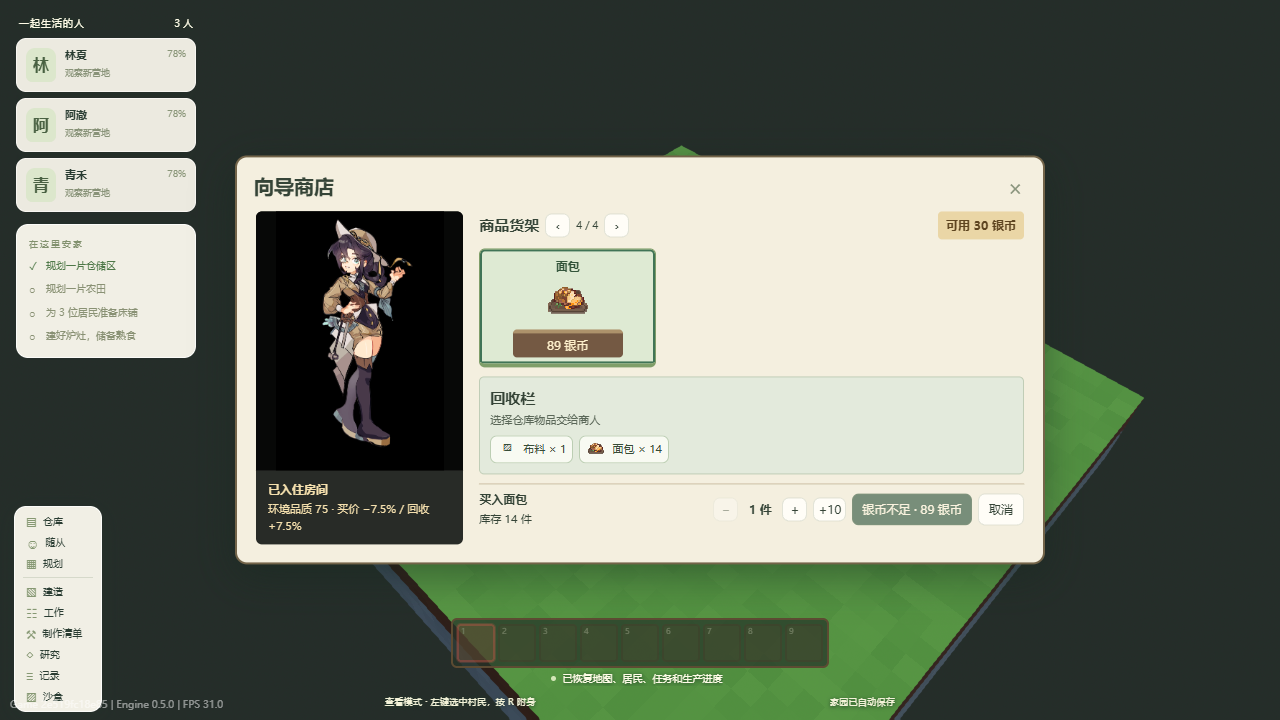 一起生活的人 3 人
林
林夏 78%
观察新营地
阿
阿澈 78%
观察新营地
青
青禾 78%
观察新营地
在这里安家
✓ 规划一片仓储区
○ 规划一片农田
○ 为 3 位居民准备床铺
○ 建好炉灶，储备熟食
向导商店 ×
商品货架 ‹ 4 / 4 › 可用 30 银币
面包
89 银币
回收栏
选择仓库物品交给商人
布料 × 1 面包 × 14
已入住房间
环境品质 75 · 买价 −7.5% / 回收
+7.5%
买入面包
库存 14 件
− 1 件 + +10 银币不足 · 89 银币 取消
仓库
随从
规划
建造
工作
制作清单
研究
记录
沙盒
5 | Engine 0.5.0 | FPS 31.0
1 2 3 4 5 6 7 8 9
已恢复地图、居民、任务和生产进度
查看模式 · 左键选中村民，按 R 附身
家园已自动保存